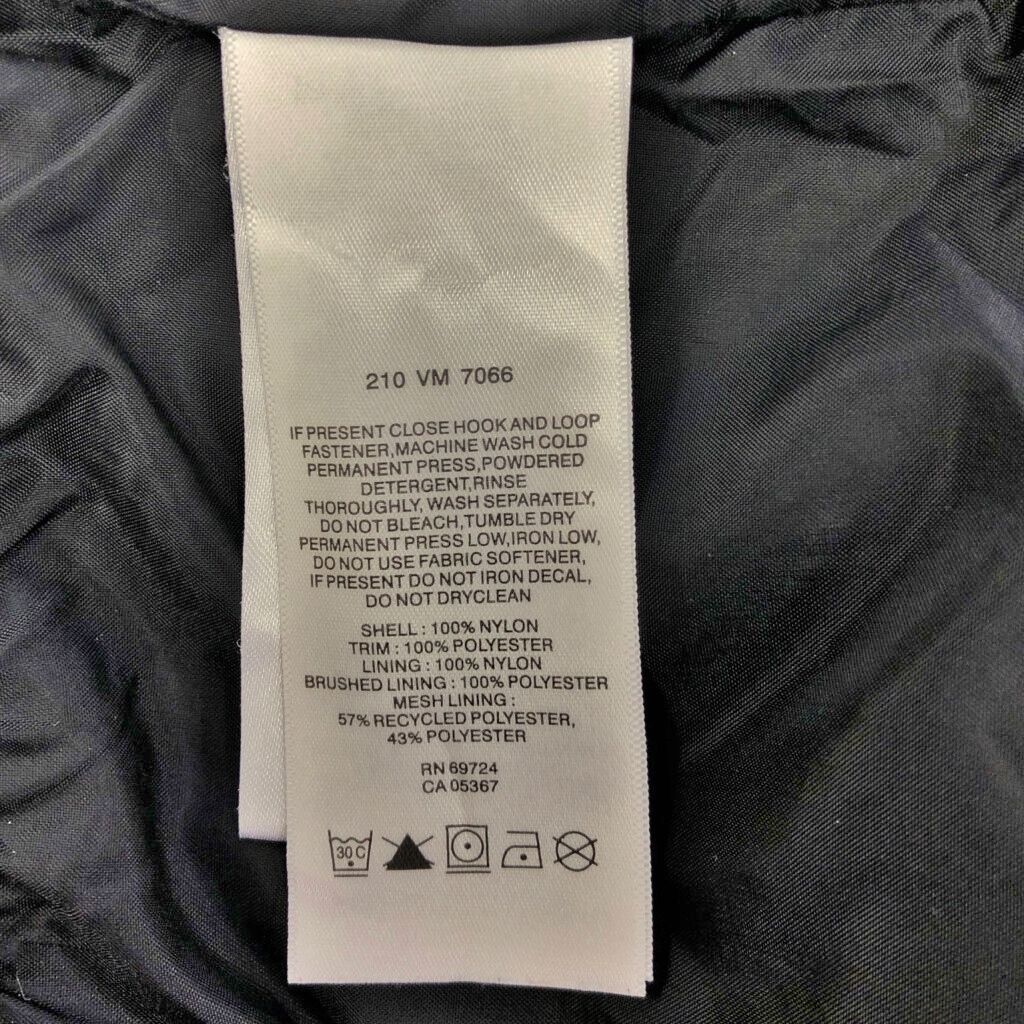 210 VM 7066
IF PRESENT CLOSE HOOK AND LOOP
FASTENER,MACHINE WASH COLD
PERMANENT PRESS,POWDERED
DETERGENT,RINSE
THOROUGHLY, WASH SEPARATELY,
DO NOT BLEACH,TUMBLE DRY
PERMANENT PRESS LOW,IRON LOW,
DO NOT USE FABRIC SOFTENER,
IF PRESENT DO NOT IRON DECAL,
DO NOT DRYCLEAN
SHELL : 100% NYLON
TRIM : 100% POLYESTER
LINING : 100% NYLON
BRUSHED LINING : 100% POLYESTER
MESH LINING :
57% RECYCLED POLYESTER,
43% POLYESTER
RN 69724
CA 05367
30 C